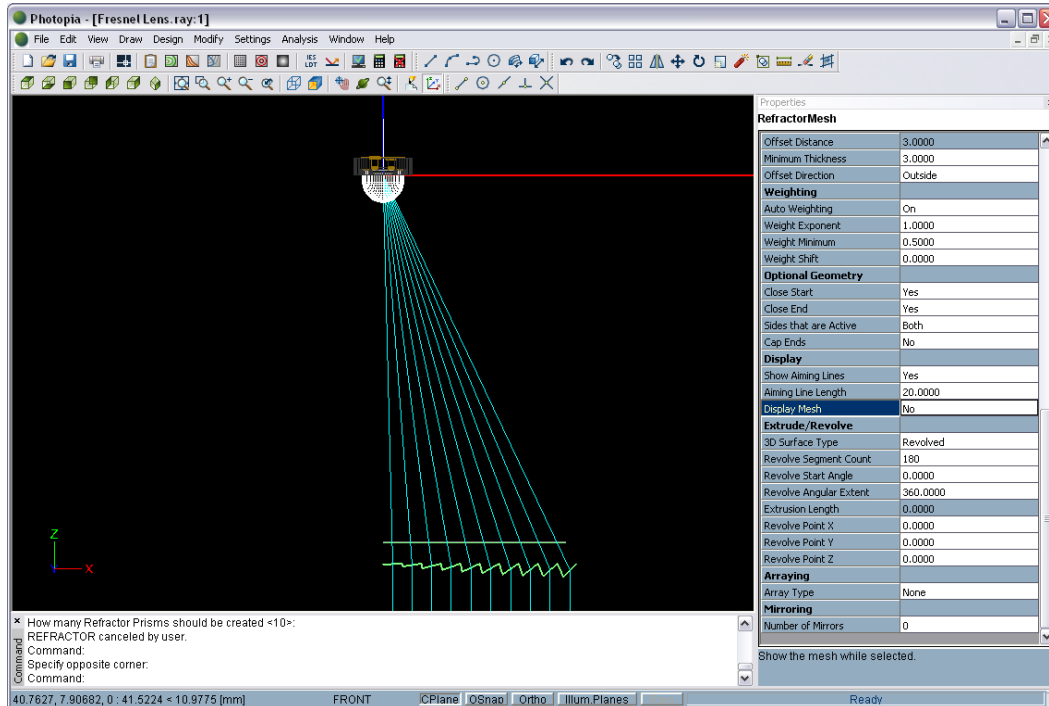 Photopia - [Fresnel Lens.ray:1]
File Edit View Draw Design Modify Settings Analysis Window Help
IES
LDT
Properties
RefractorMesh
Offset Distance 3.0000
Minimum Thickness 3.0000
Offset Direction Outside
Weighting
Auto Weighting On
Weight Exponent 1.0000
Weight Minimum 0.5000
Weight Shift 0.0000
Optional Geometry
Close Start Yes
Close End Yes
Sides that are Active Both
Cap Ends No
Display
Show Aiming Lines Yes
Aiming Line Length 20.0000
Display Mesh No
Extrude/Revolve
3D Surface Type Revolved
Revolve Segment Count 180
Revolve Start Angle 0.0000
Revolve Angular Extent 360.0000
Extrusion Length 0.0000
Revolve Point X 0.0000
Revolve Point Y 0.0000
Revolve Point Z 0.0000
Arraying
Array Type None
Mirroring
Number of Mirrors 0
Show the mesh while selected.
Z
X
Command
How many Refractor Prisms should be created <10>:
REFRACTOR canceled by user.
Command:
Specify opposite corner:
Command:
40.7627, 7.90682, 0 : 41.5224 < 10.9775 [mm] FRONT CPlane OSnap Ortho Illum.Planes Ready